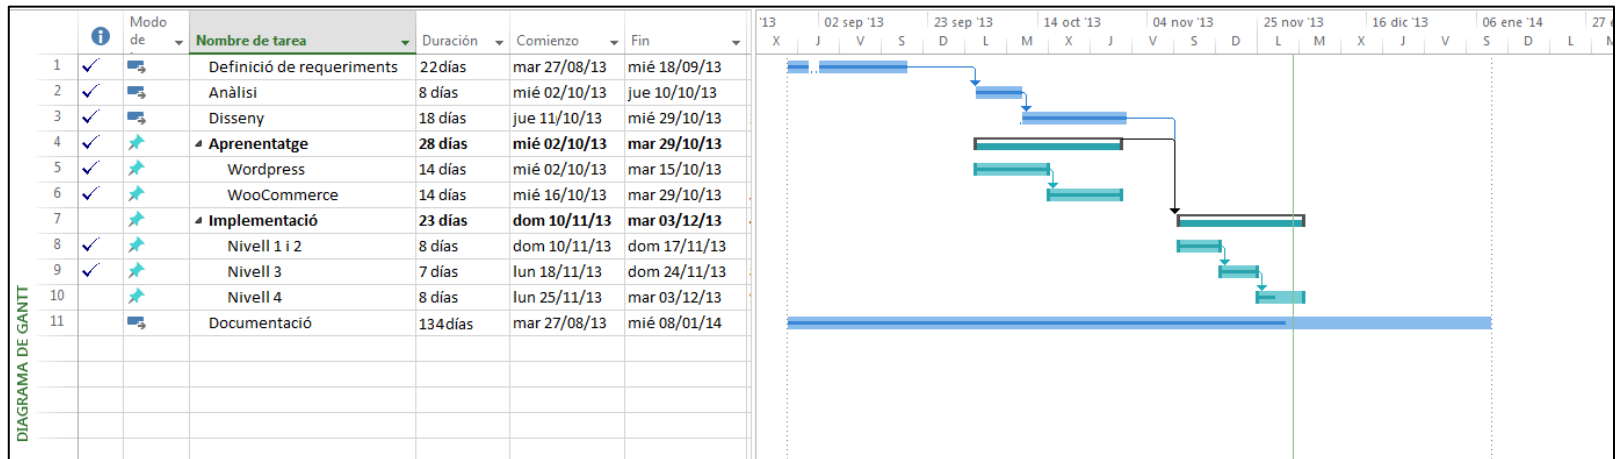 Modo de Nombre de tarea Duración Comienzo Fin
'13 02 sep '13 23 sep '13 14 oct '13 04 nov '13 25 nov '13 16 dic '13 06 ene '14 27
X J V S D L M X J V S D L M X J V S D L
1 Definició de requeriments 22días mar 27/08/13 mié 18/09/13
2 Anàlisi 8 días mié 02/10/13 jue 10/10/13
3 Disseny 18 días jue 11/10/13 mié 29/10/13
4 Aprenentatge 28 días mié 02/10/13 mar 29/10/13
5 Wordpress 14 días mié 02/10/13 mar 15/10/13
6 WooCommerce 14 días mié 16/10/13 mar 29/10/13
7 Implementació 23 días dom 10/11/13 mar 03/12/13
8 Nivell 1 i 2 8 días dom 10/11/13 dom 17/11/13
9 Nivell 3 7 días lun 18/11/13 dom 24/11/13
10 Nivell 4 8 días lun 25/11/13 mar 03/12/13
11 Documentació 134días mar 27/08/13 mié 08/01/14
DIAGRAMA DE GANTT